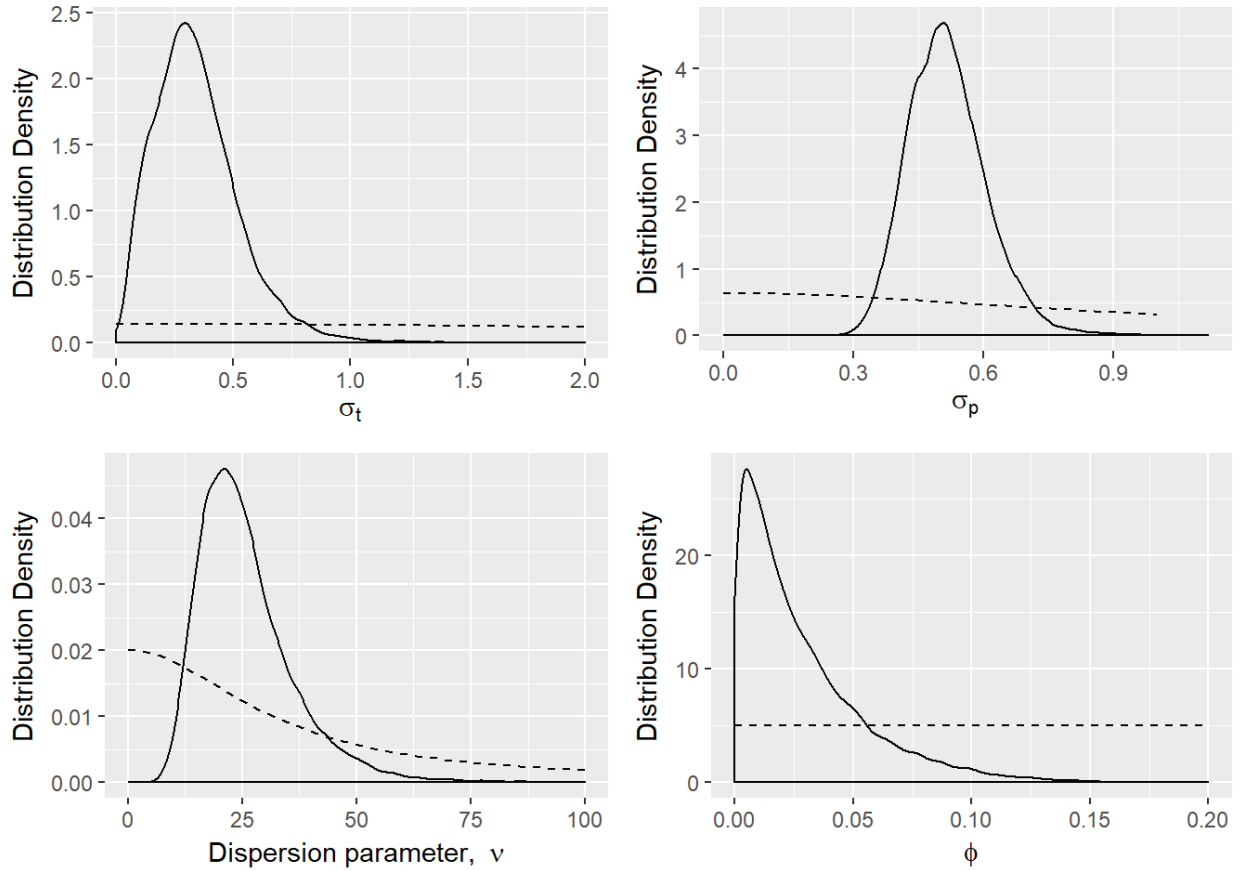 Distribution Density
2.5
2.0
1.5
1.0
0.5
0.0
0.0 0.5 1.0 1.5 2.0
σt
Distribution Density
4
3
2
1
0
0.0 0.3 0.6 0.9
σp
Distribution Density
0.04
0.03
0.02
0.01
0.00
0 25 50 75 100
Dispersion parameter, ν
Distribution Density
20
10
0
0.00 0.05 0.10 0.15 0.20
ϕ